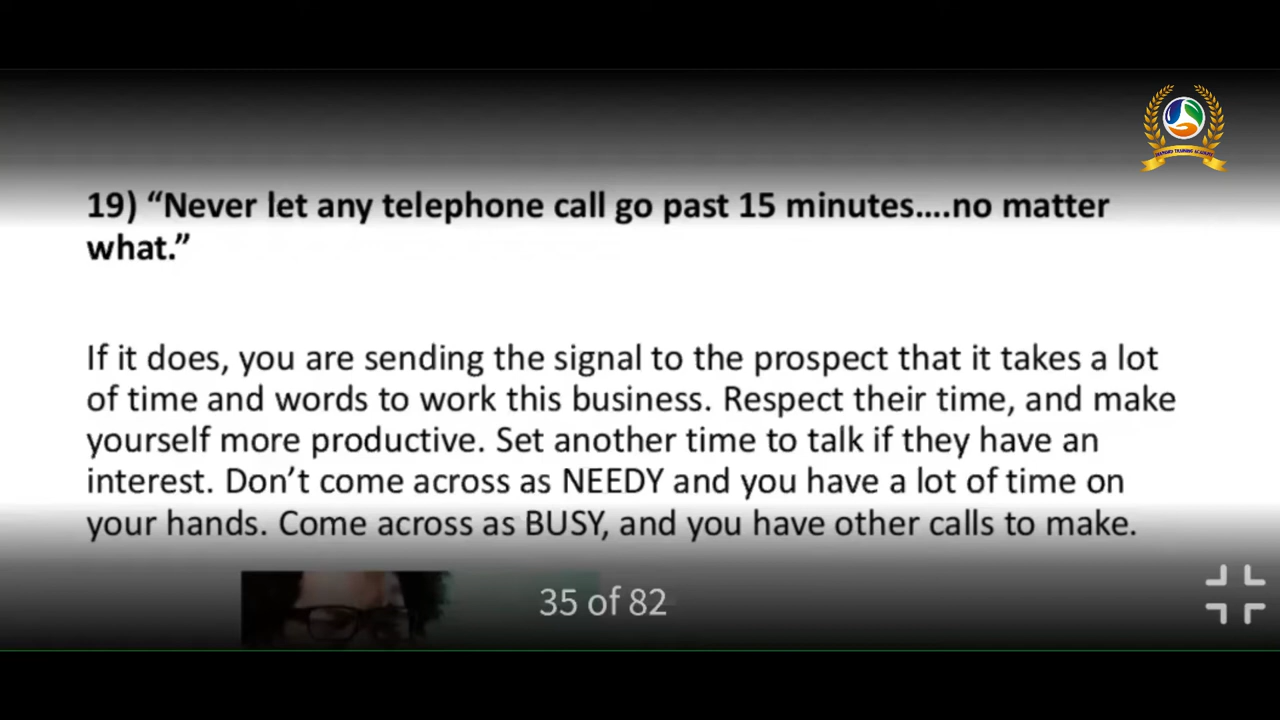 19) “Never let any telephone call go past 15 minutes....no matter
what.”
If it does, you are sending the signal to the prospect that it takes a lot
of time and words to work this business. Respect their time, and make
yourself more productive. Set another time to talk if they have an
interest. Don’t come across as NEEDY and you have a lot of time on
your hands. Come across as BUSY, and you have other calls to make.
35 of 82